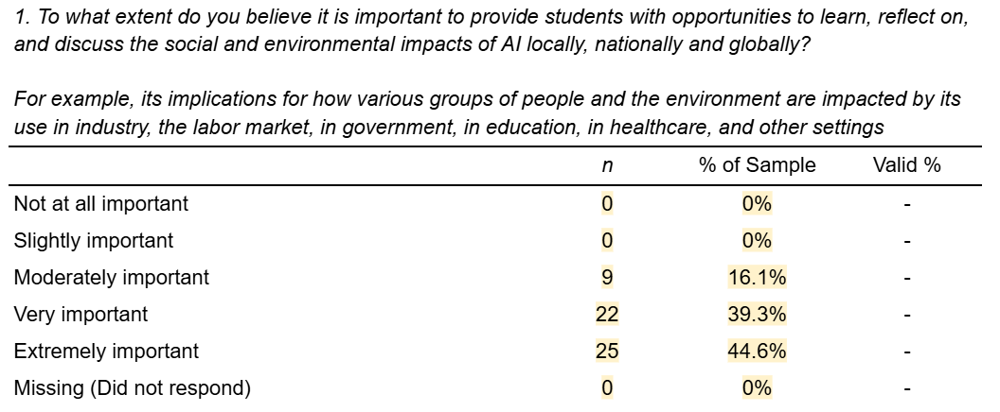 1. To what extent do you believe it is important to provide students with opportunities to learn, reflect on,
and discuss the social and environmental impacts of AI locally, nationally and globally?
For example, its implications for how various groups of people and the environment are impacted by its
use in industry, the labor market, in government, in education, in healthcare, and other settings
n % of Sample Valid %
Not at all important 0 0% -
Slightly important 0 0% -
Moderately important 9 16.1% -
Very important 22 39.3% -
Extremely important 25 44.6% -
Missing (Did not respond) 0 0% -